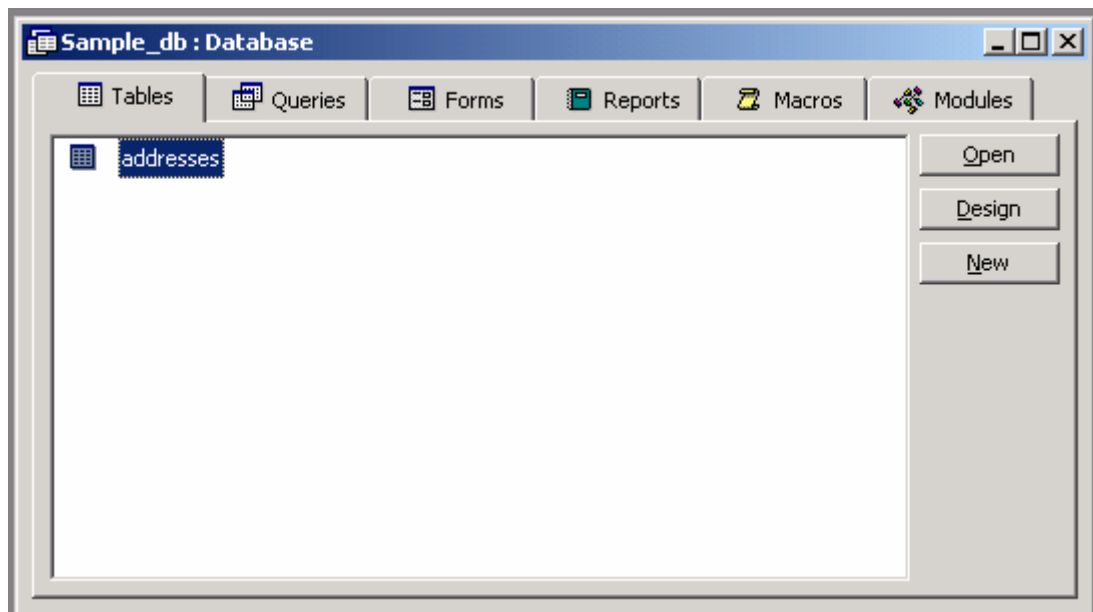 Sample_db : Database
Tables Queries Forms Reports Macros Modules
addresses
Open
Design
New